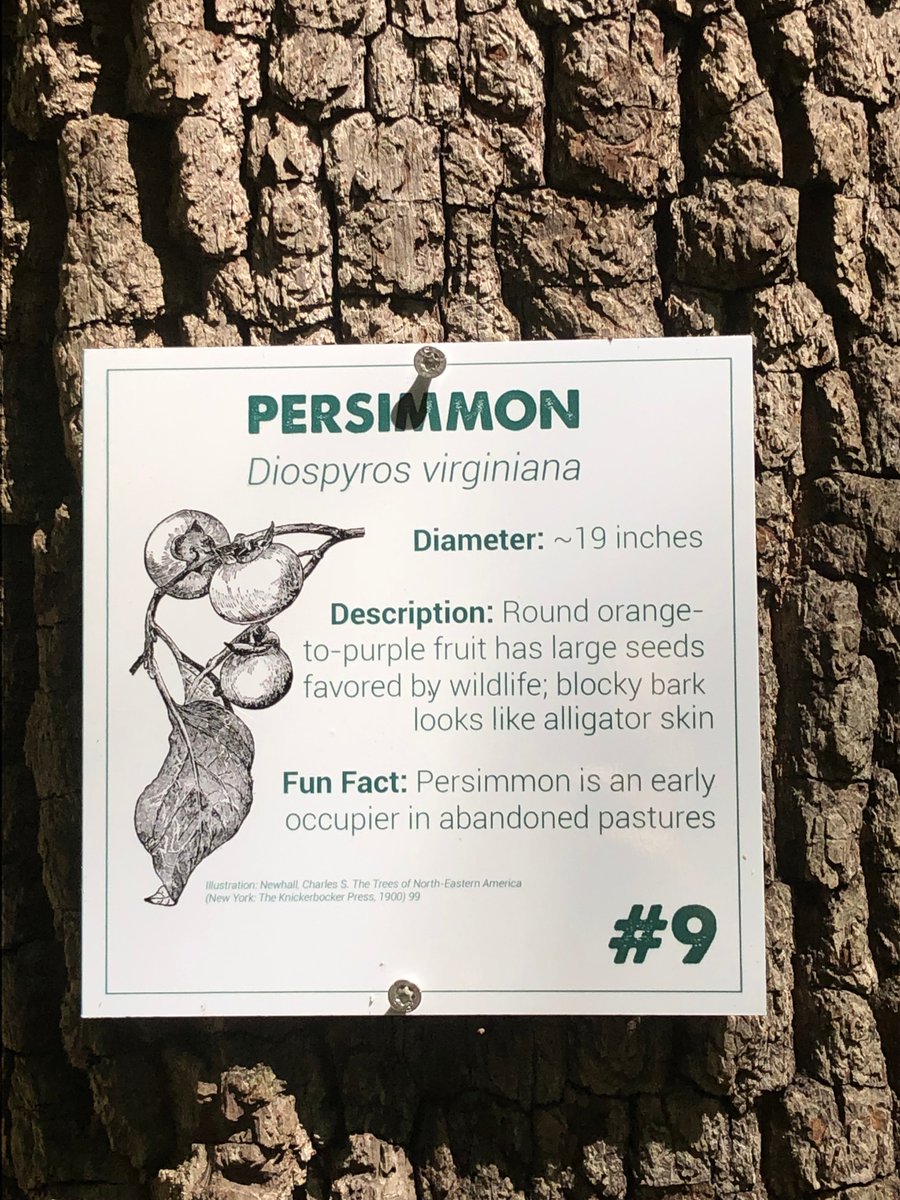 PERSIMMON
Diospyros virginiana
Diameter: ~19 inches
Description: Round orange-
to-purple fruit has large seeds
favored by wildlife; blocky bark
looks like alligator skin
Fun Fact: Persimmon is an early
occupier in abandoned pastures
Illustration: Newhall, Charles S. The Trees of North-Eastern America
(New York: The Knickerbocker Press, 1900) 99
#9